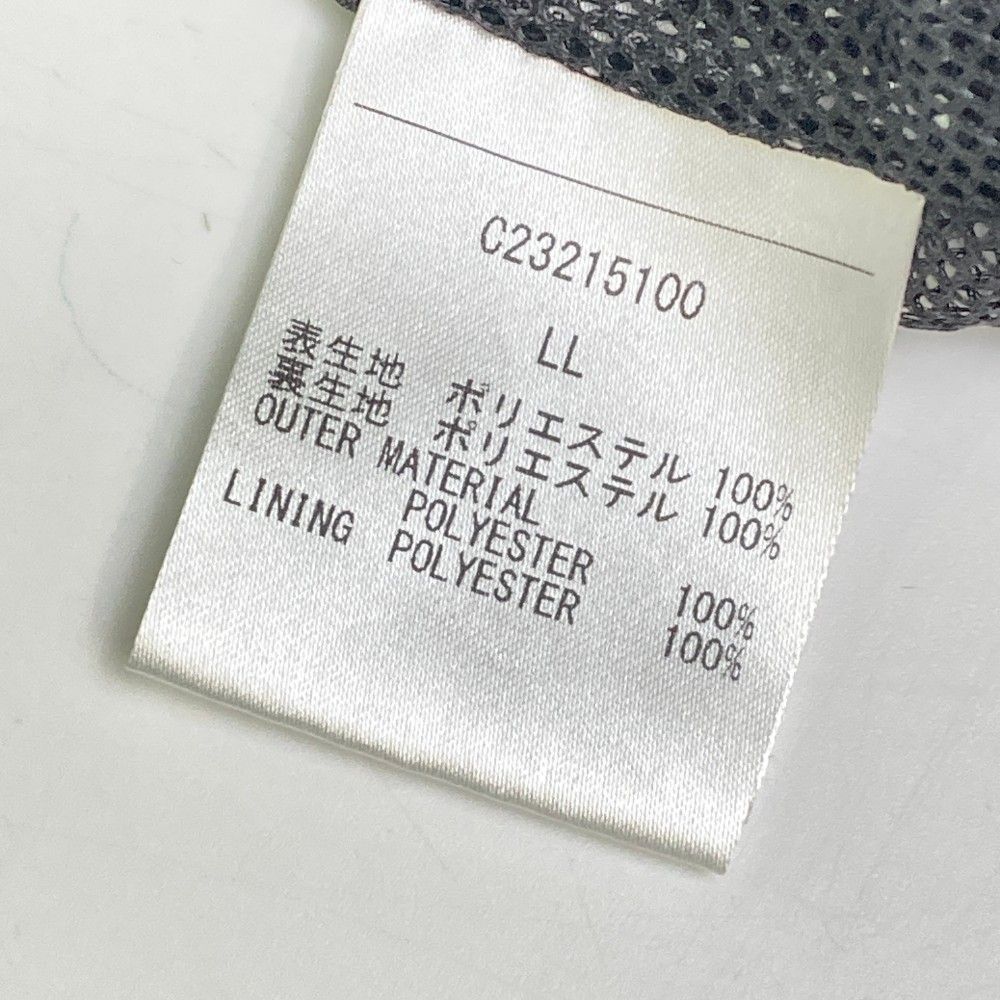 C23215100
LL
表生地 ポリエステル 100%
裏生地 ポリエステル 100%
OUTER MATERIAL
POLYESTER 100%
LINING POLYESTER 100%